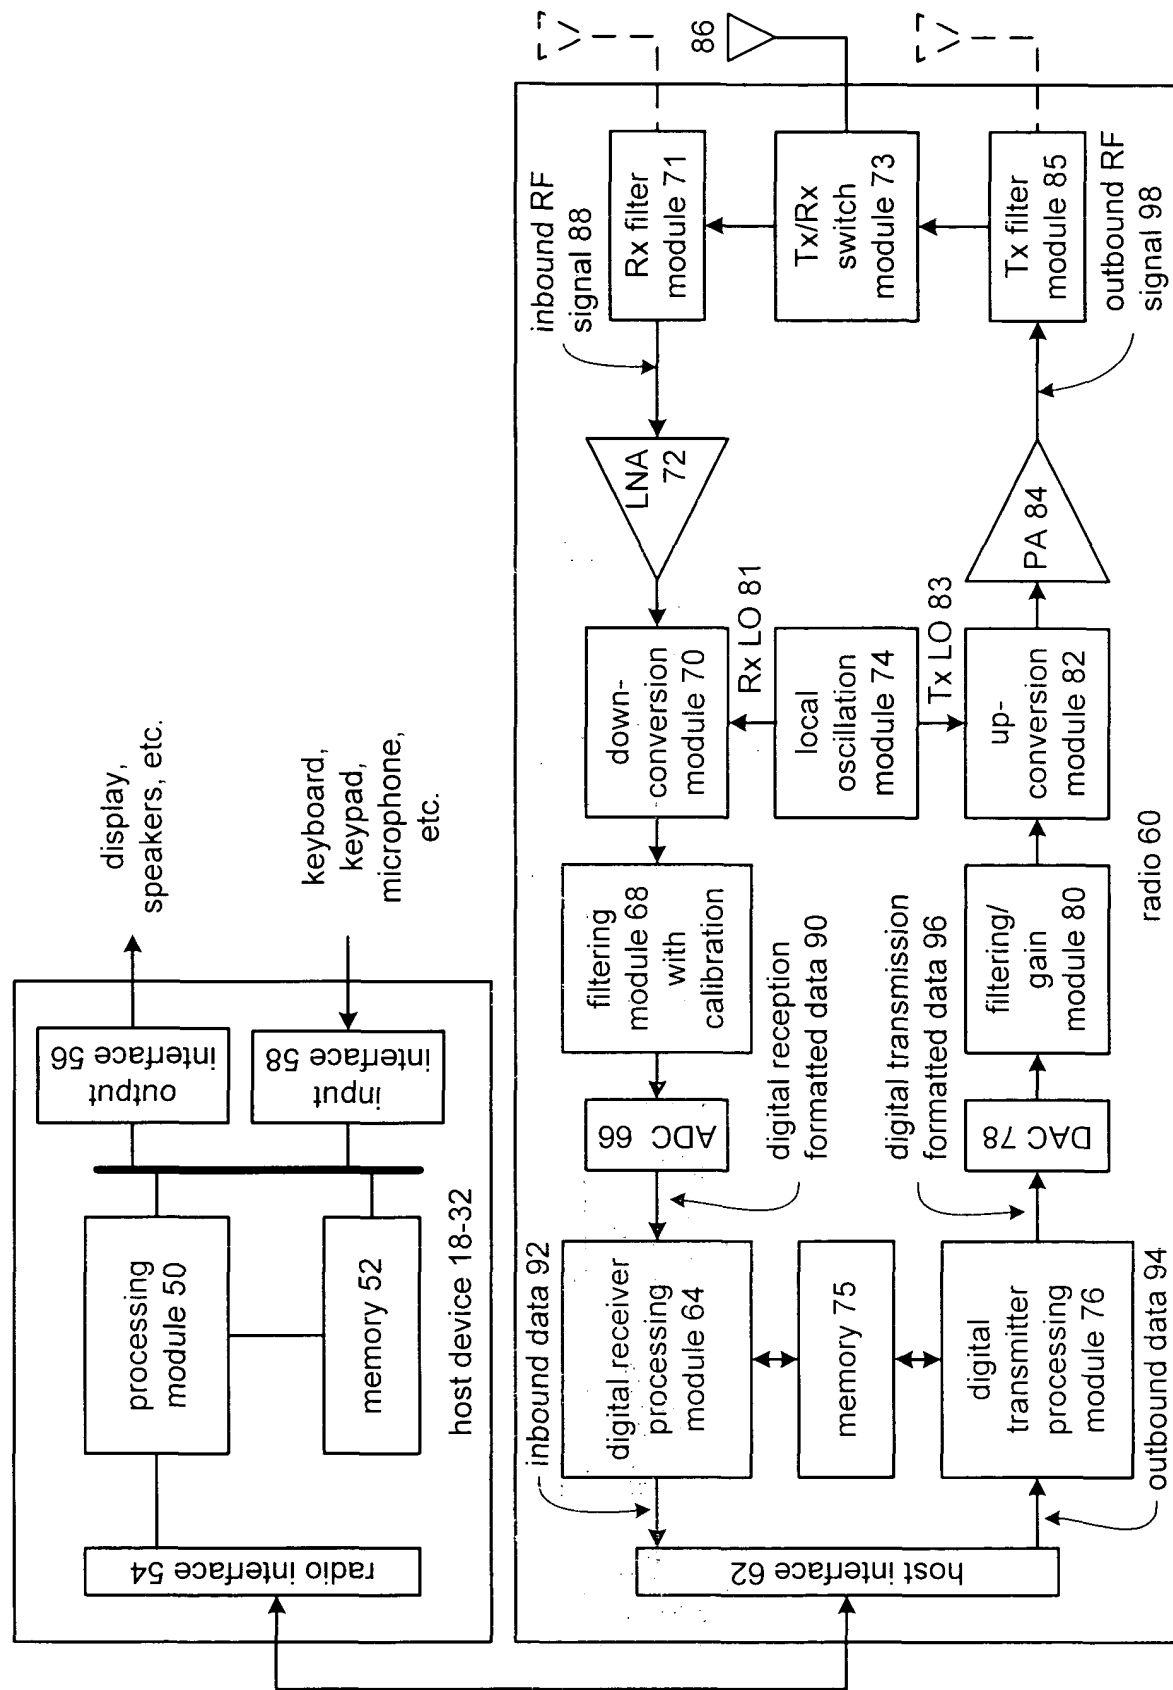 display,
speakers, etc.
keyboard,
keypad,
microphone,
etc.
output
interface 56
input
interface 58
processing
module 50
memory 52
radio interface 54
host device 18-32
86
inbound RF
signal 88
Rx filter
module 71
Tx/Rx
switch
module 73
Tx filter
module 85
outbound RF
signal 98
LNA
72
PA 84
down-
conversion
module 70
Rx LO 81
local
oscillation
module 74
Tx LO 83
up-
conversion
module 82
filtering
module 68
with
calibration
filtering/
gain
module 80
radio 60
ADC 66
digital reception
formatted data 90
digital transmission
formatted data 96
DAC 78
inbound data 92
digital receiver
processing
module 64
memory 75
digital
transmitter
processing
module 76
outbound data 94
host interface 62